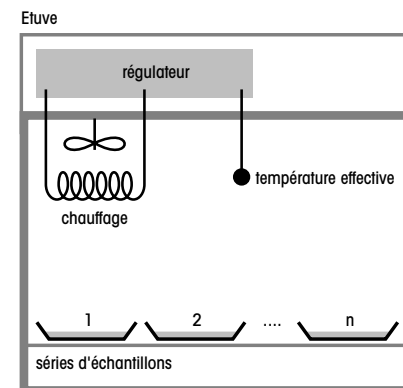 Etuve
régulateur
température effective
chauffage
1 2 .... n
séries d'échantillons